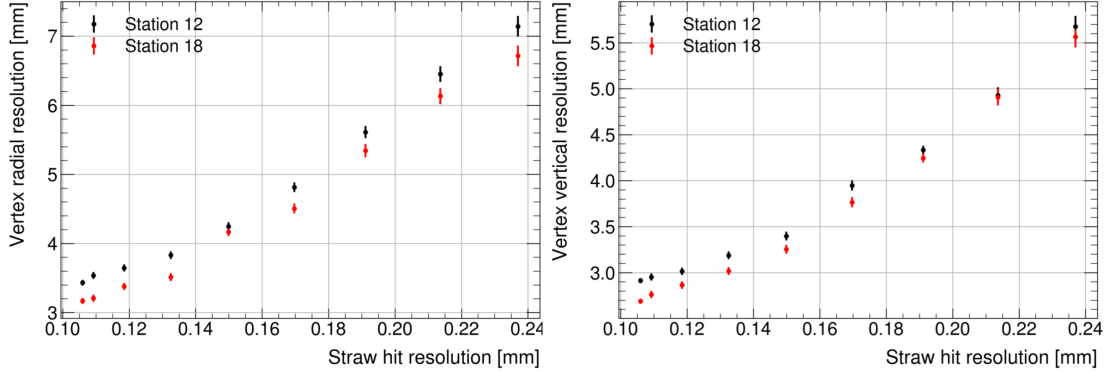 Vertex radial resolution [mm]
Station 12
Station 18
7
6
5
4
3
0.10 0.12 0.14 0.16 0.18 0.20 0.22 0.24
Straw hit resolution [mm]
Vertex vertical resolution [mm]
Station 12
Station 18
5.5
5.0
4.5
4.0
3.5
3.0
0.10 0.12 0.14 0.16 0.18 0.20 0.22 0.24
Straw hit resolution [mm]